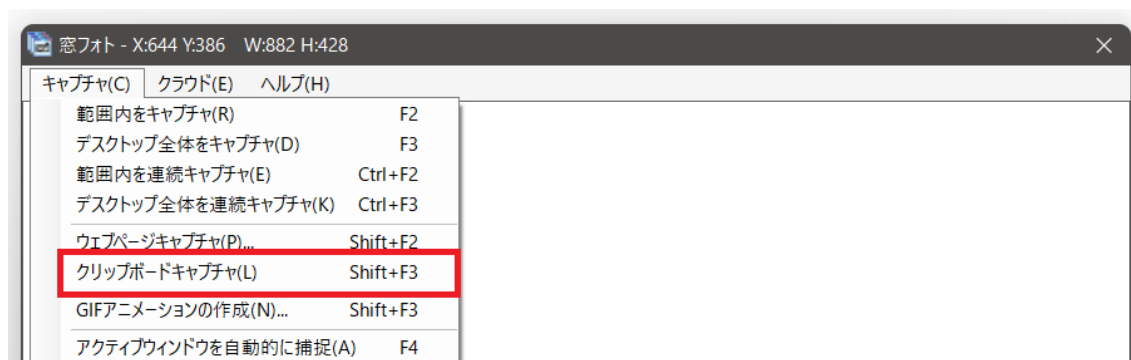 窓フォト - X:644 Y:386 W:882 H:428
キャプチャ(C) クラウド(E) ヘルプ(H)
範囲内をキャプチャ(R) F2
デスクトップ全体をキャプチャ(D) F3
範囲内を連続キャプチャ(E) Ctrl+F2
デスクトップ全体を連続キャプチャ(K) Ctrl+F3
ウェブページキャプチャ(P)... Shift+F2
クリップボードキャプチャ(L) Shift+F3
GIFアニメーションの作成(N)... Shift+F3
アクティブウィンドウを自動的に捕捉(A) F4